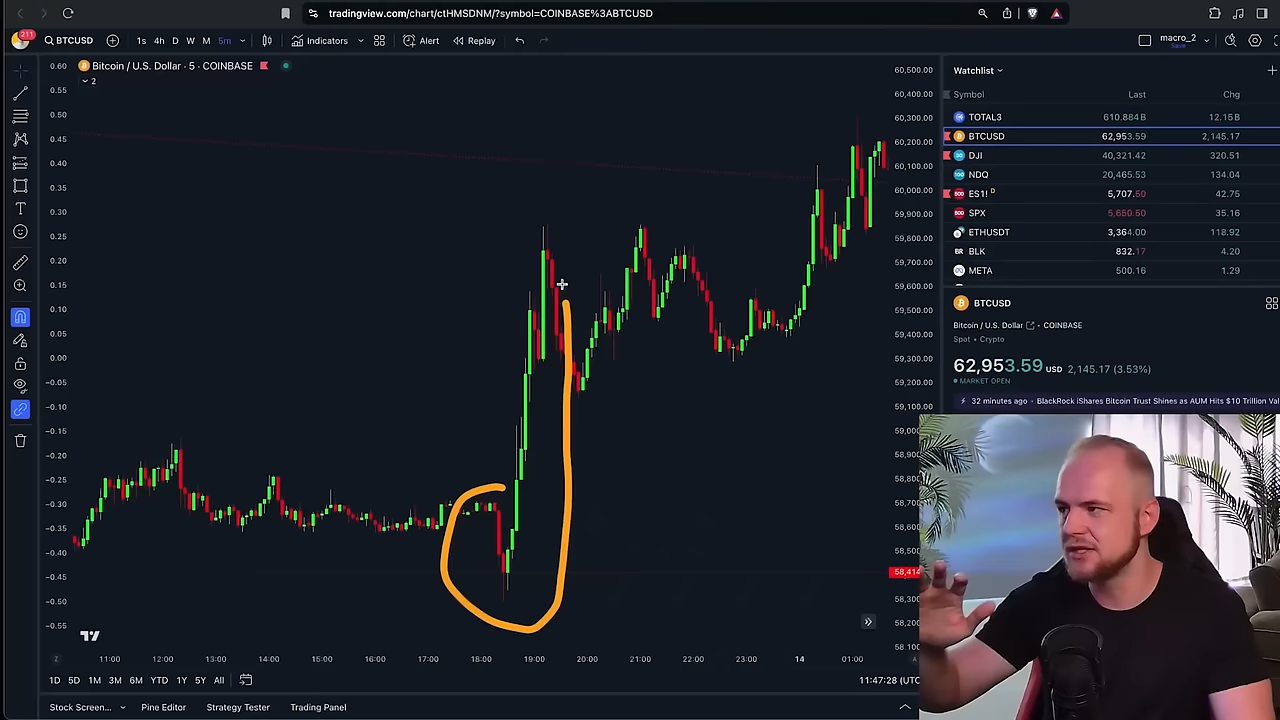 tradingview.com/chart/ctHMSDNM/?symbol=COINBASE%3ABTCUSD
211 BTCUSD 1s 4h D W M 5m Indicators Alert Replay macro_2
Save
Bitcoin / U.S. Dollar · 5 · COINBASE
2
0.60
0.55
0.50
0.45
0.40
0.35
0.30
0.25
0.20
0.15
0.10
0.05
0.00
−0.05
−0.10
−0.15
−0.20
−0.25
−0.30
−0.35
−0.40
−0.45
−0.50
−0.55
60,500.00
60,400.00
60,300.00
60,200.00
60,100.00
60,000.00
59,900.00
59,800.00
59,700.00
59,600.00
59,500.00
59,400.00
59,300.00
59,200.00
59,100.00
59,000.00
58,900
58,800
58,700
58,600
58,500
58,414
58,300
58,200
58,100
Z 11:00 12:00 13:00 14:00 15:00 16:00 17:00 18:00 19:00 20:00 21:00 22:00 23:00 14 01:00
1D 5D 1M 3M 6M YTD 1Y 5Y All 11:47:28 (UTC
Stock Screen... Pine Editor Strategy Tester Trading Panel
Watchlist
Symbol Last Chg
TOTAL3 610.884B 12.15B
BTCUSD 62,953.59 2,145.17
DJI 40,321.42 320.51
NDQ 20,465.53 134.04
ES1! D 5,707.50 42.75
SPX 5,650.50 35.16
ETHUSDT 3,364.00 118.92
BLK 832.17 4.20
META 500.16 1.29
BTCUSD
Bitcoin / U.S. Dollar · COINBASE
Spot · Crypto
62,953.59 USD 2,145.17 (3.53%)
MARKET OPEN
32 minutes ago · BlackRock iShares Bitcoin Trust Shines as AUM Hits $10 Trillion Val